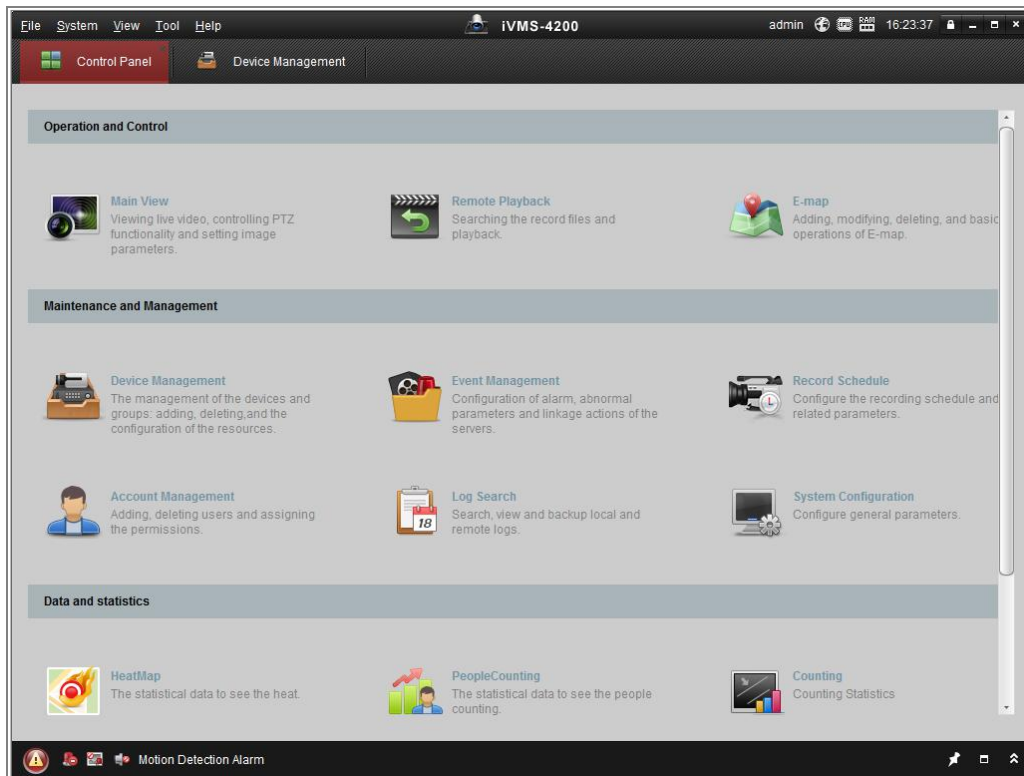 File System View Tool Help iVMS-4200 admin CPU RAM 16:23:37
Control Panel Device Management
Operation and Control
Main View
Viewing live video, controlling PTZ
functionality and setting image
parameters.
Remote Playback
Searching the record files and
playback.
E-map
Adding, modifying, deleting, and basic
operations of E-map.
Maintenance and Management
Device Management
The management of the devices and
groups: adding, deleting,and the
configuration of the resources.
Event Management
Configuration of alarm, abnormal
parameters and linkage actions of the
servers.
Record Schedule
Configure the recording schedule and
related parameters.
Account Management
Adding, deleting users and assigning
the permissions.
Log Search
Search, view and backup local and
remote logs.
18
System Configuration
Configure general parameters.
Data and statistics
HeatMap
The statistical data to see the heat.
PeopleCounting
The statistical data to see the people
counting.
Counting
Counting Statistics
Motion Detection Alarm